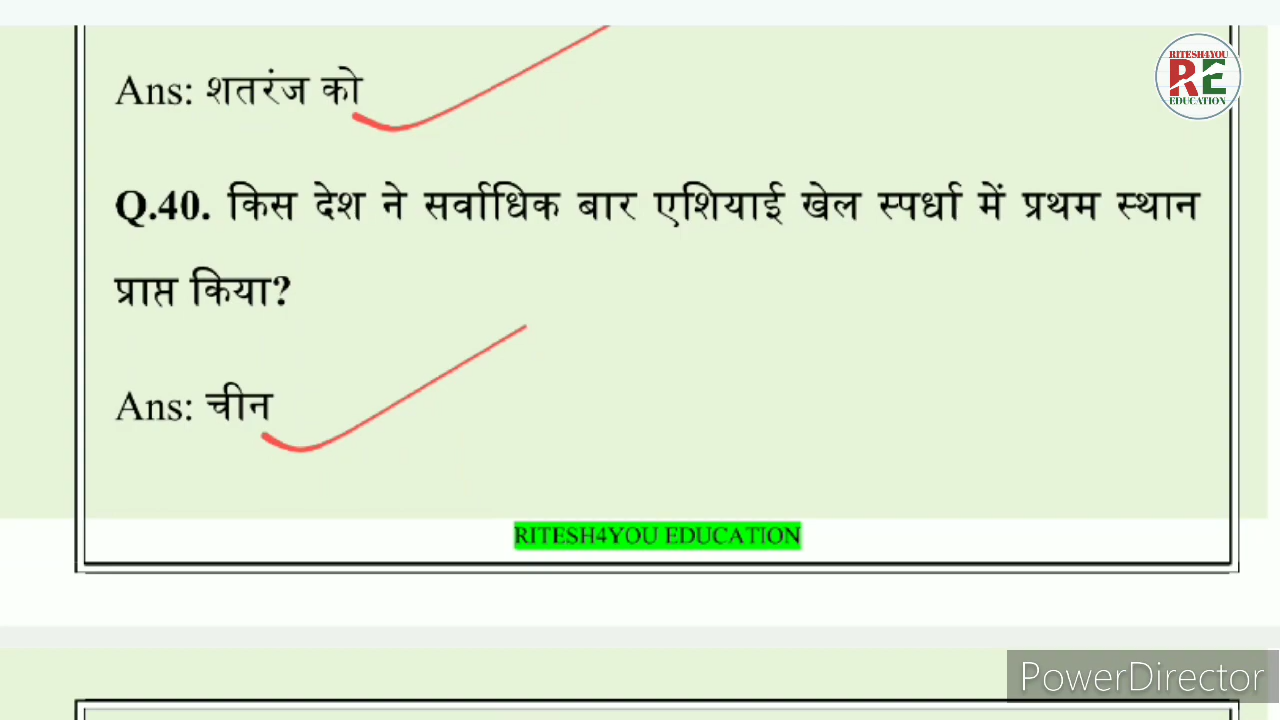 RITESH4YOU
RE
EDUCATION
Ans: शतरंज को
Q.40. किस देश ने सर्वाधिक बार एशियाई खेल स्पर्धा में प्रथम स्थान
प्राप्त किया?
Ans: चीन
RITESH4YOU EDUCATION
PowerDirector